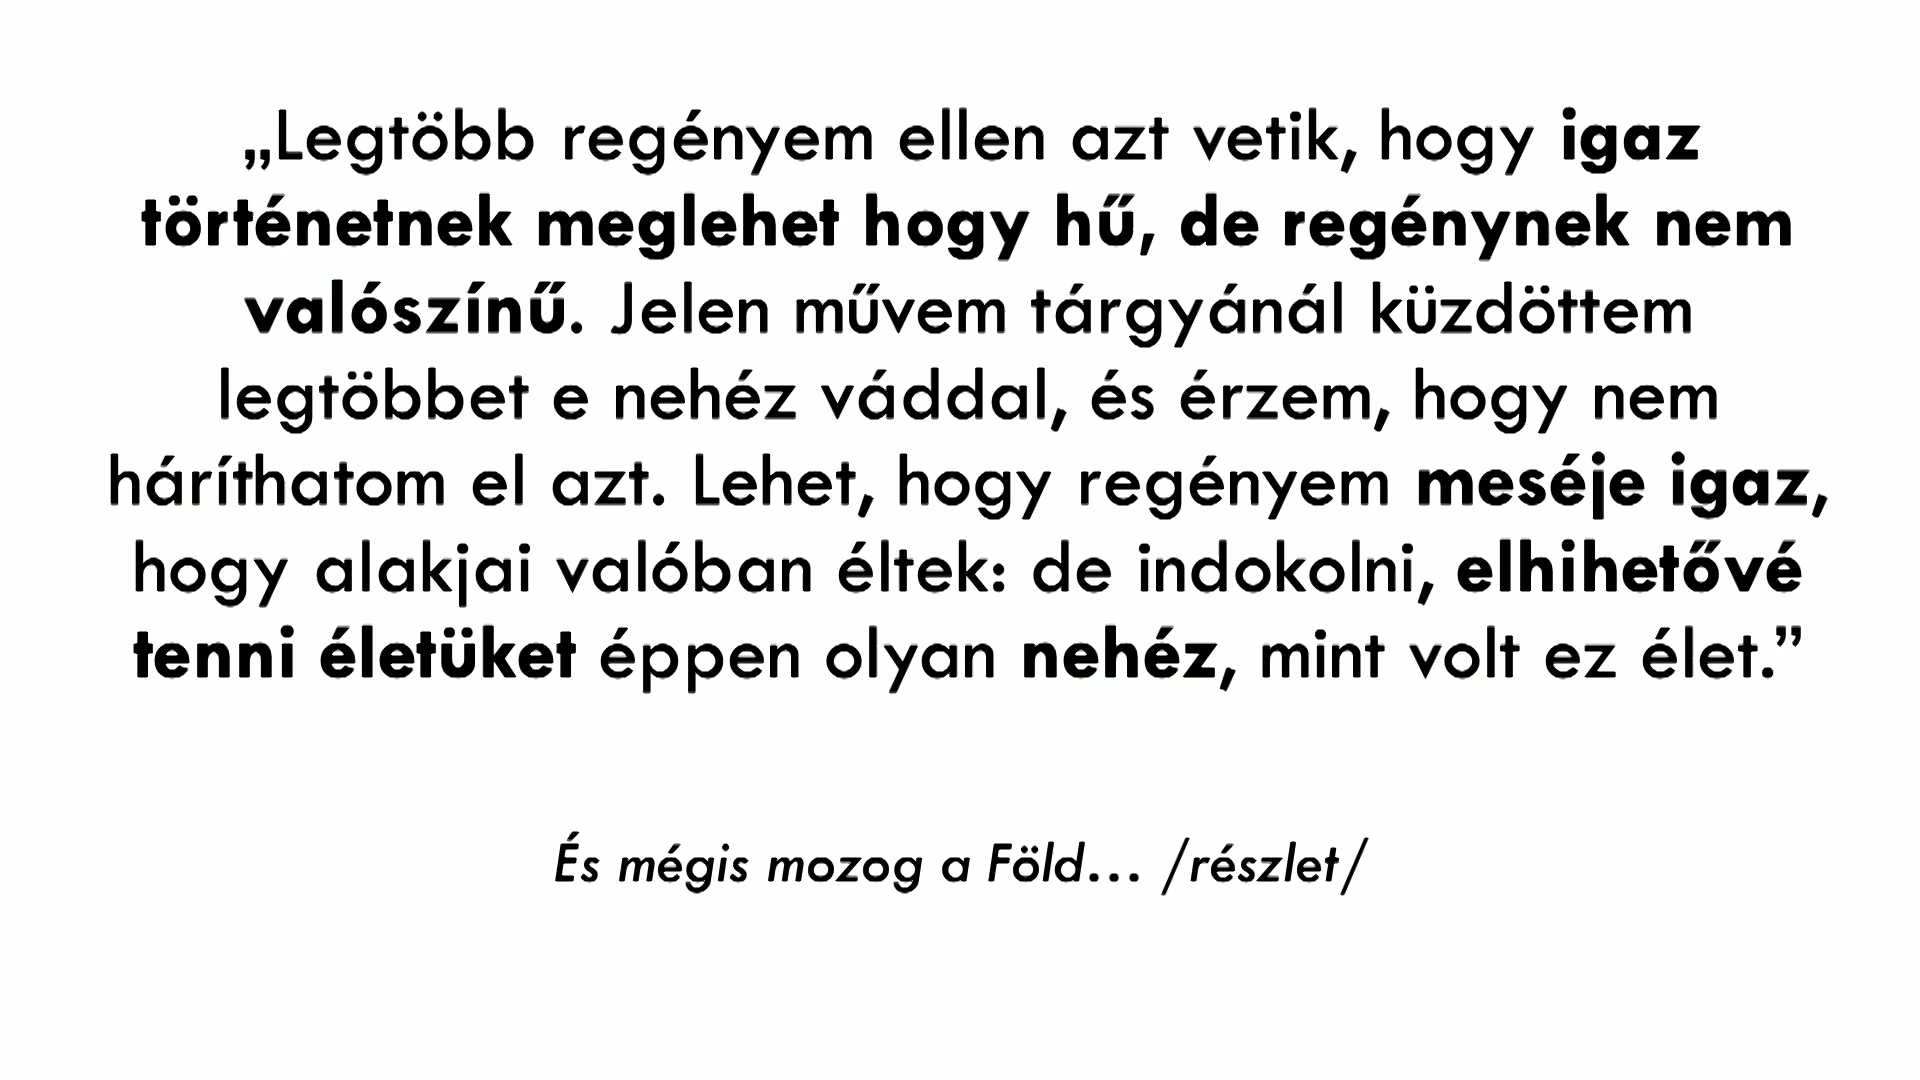 „Legtöbb regényem ellen azt vetik, hogy igaz
történetnek meglehet hogy hű, de regénynek nem
valószínű. Jelen művem tárgyánál küzdöttem
legtöbbet e nehéz váddal, és érzem, hogy nem
háríthatom el azt. Lehet, hogy regényem meséje igaz,
hogy alakjai valóban éltek: de indokolni, elhihetővé
tenni életüket éppen olyan nehéz, mint volt ez élet.”
És mégis mozog a Föld… /részlet/